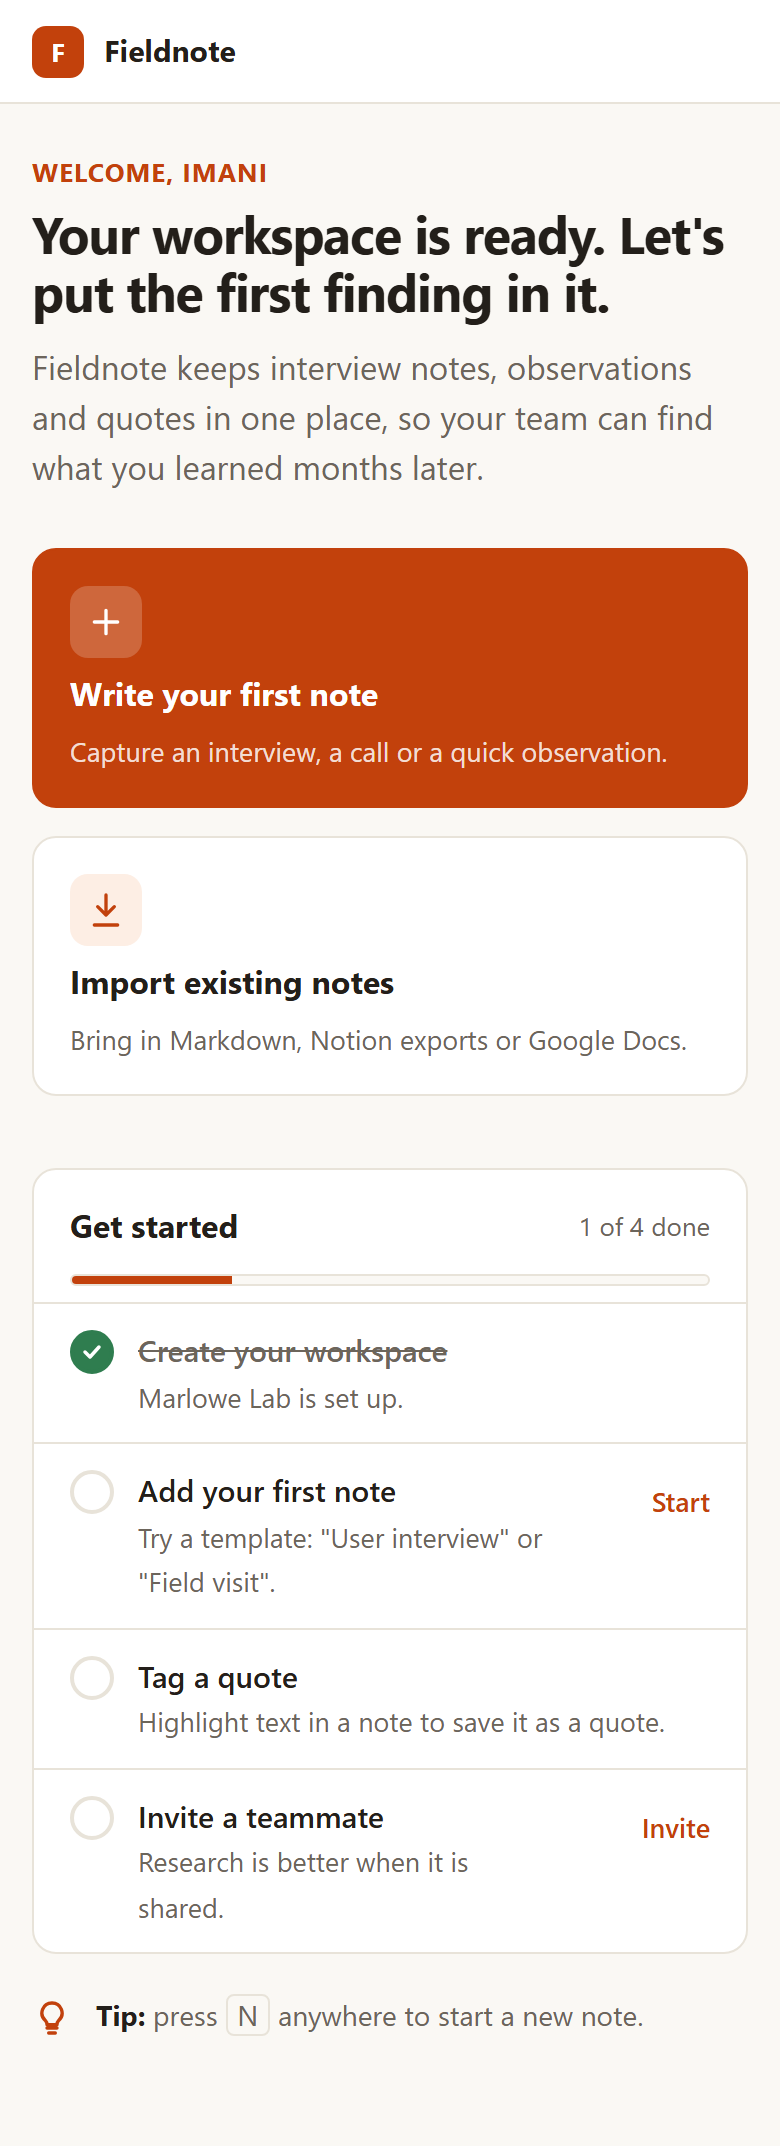 F Fieldnote
WELCOME, IMANI
Your workspace is ready. Let's
put the first finding in it.
Fieldnote keeps interview notes, observations
and quotes in one place, so your team can find
what you learned months later.
Write your first note
Capture an interview, a call or a quick observation.
Import existing notes
Bring in Markdown, Notion exports or Google Docs.
Get started 1 of 4 done
Create your workspace
Marlowe Lab is set up.
Add your first note Start
Try a template: "User interview" or
"Field visit".
Tag a quote
Highlight text in a note to save it as a quote.
Invite a teammate Invite
Research is better when it is
shared.
Tip: press N anywhere to start a new note.